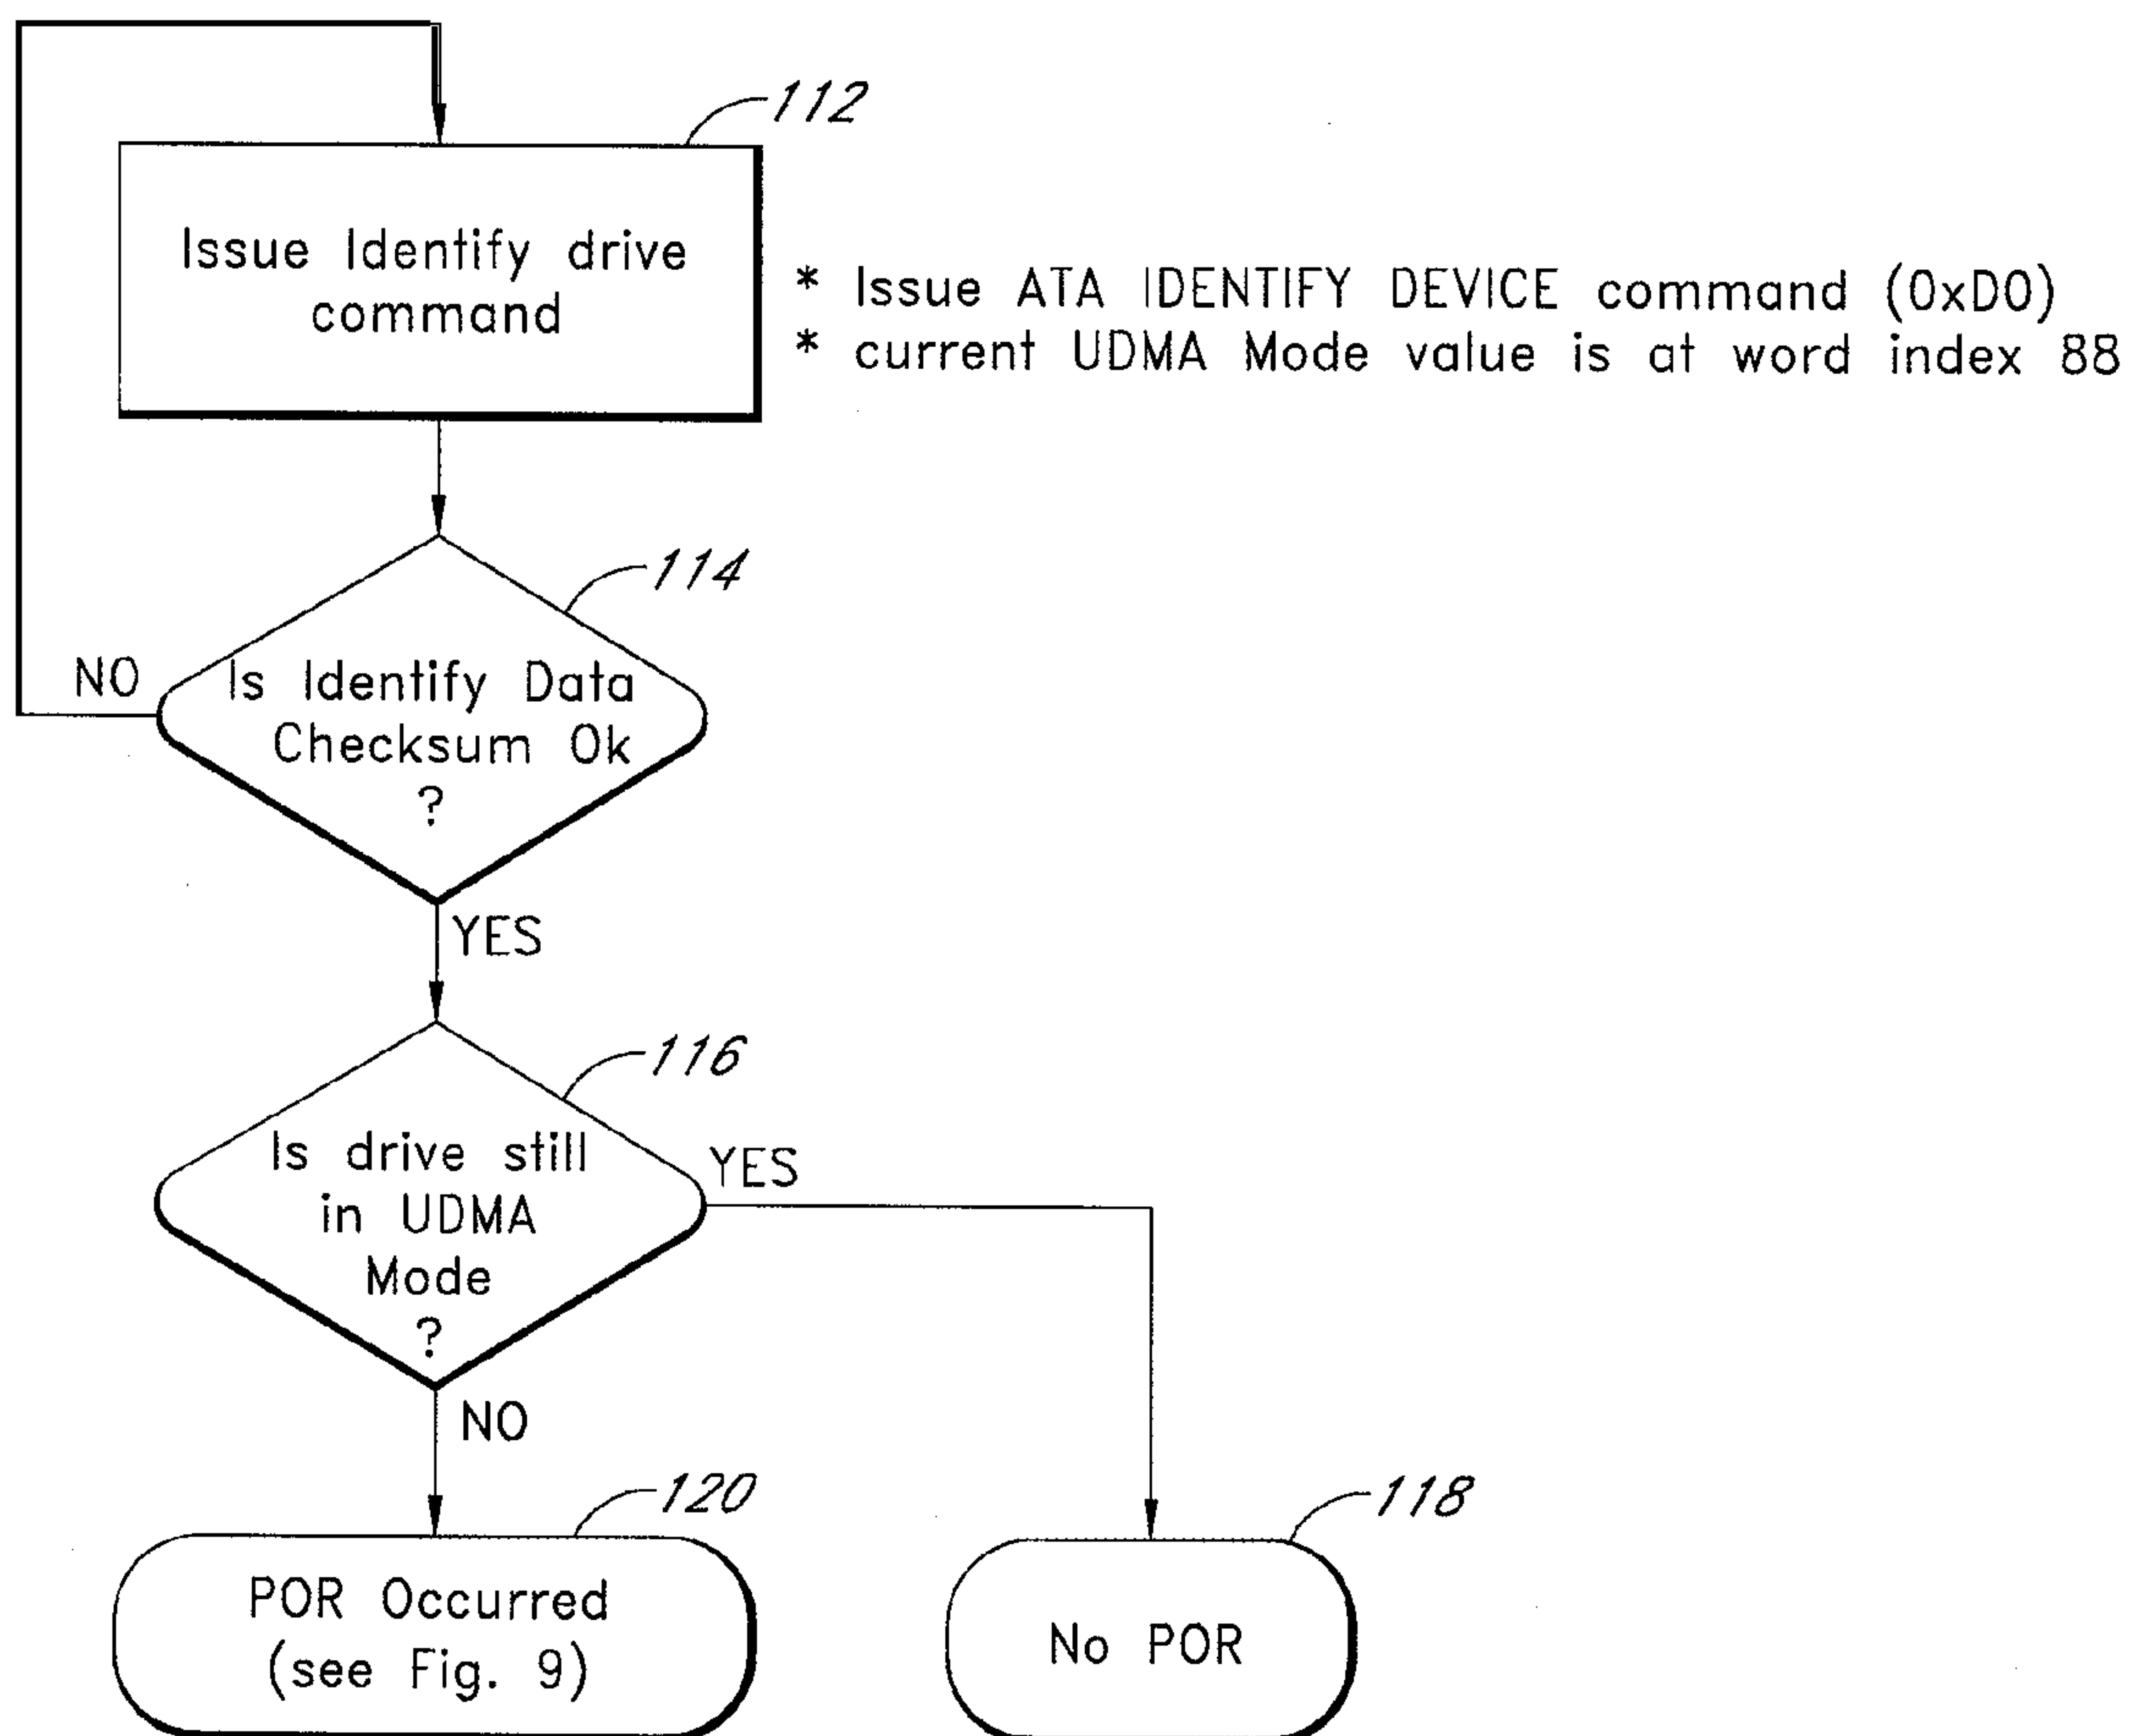 112
Issue Identify drive
command
* Issue ATA IDENTIFY DEVICE command (0xD0)
* current UDMA Mode value is at word index 88
114
NO
Is Identify Data
Checksum Ok
?
YES
116
Is drive still
in UDMA
Mode
?
YES
NO
120
POR Occurred
(see Fig. 9)
118
No POR